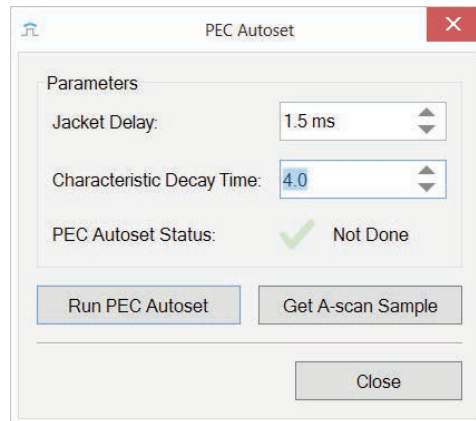 PEC Autoset
Parameters
Jacket Delay: 1.5 ms
Characteristic Decay Time: 4.0
PEC Autoset Status: Not Done
Run PEC Autoset Get A-scan Sample
Close